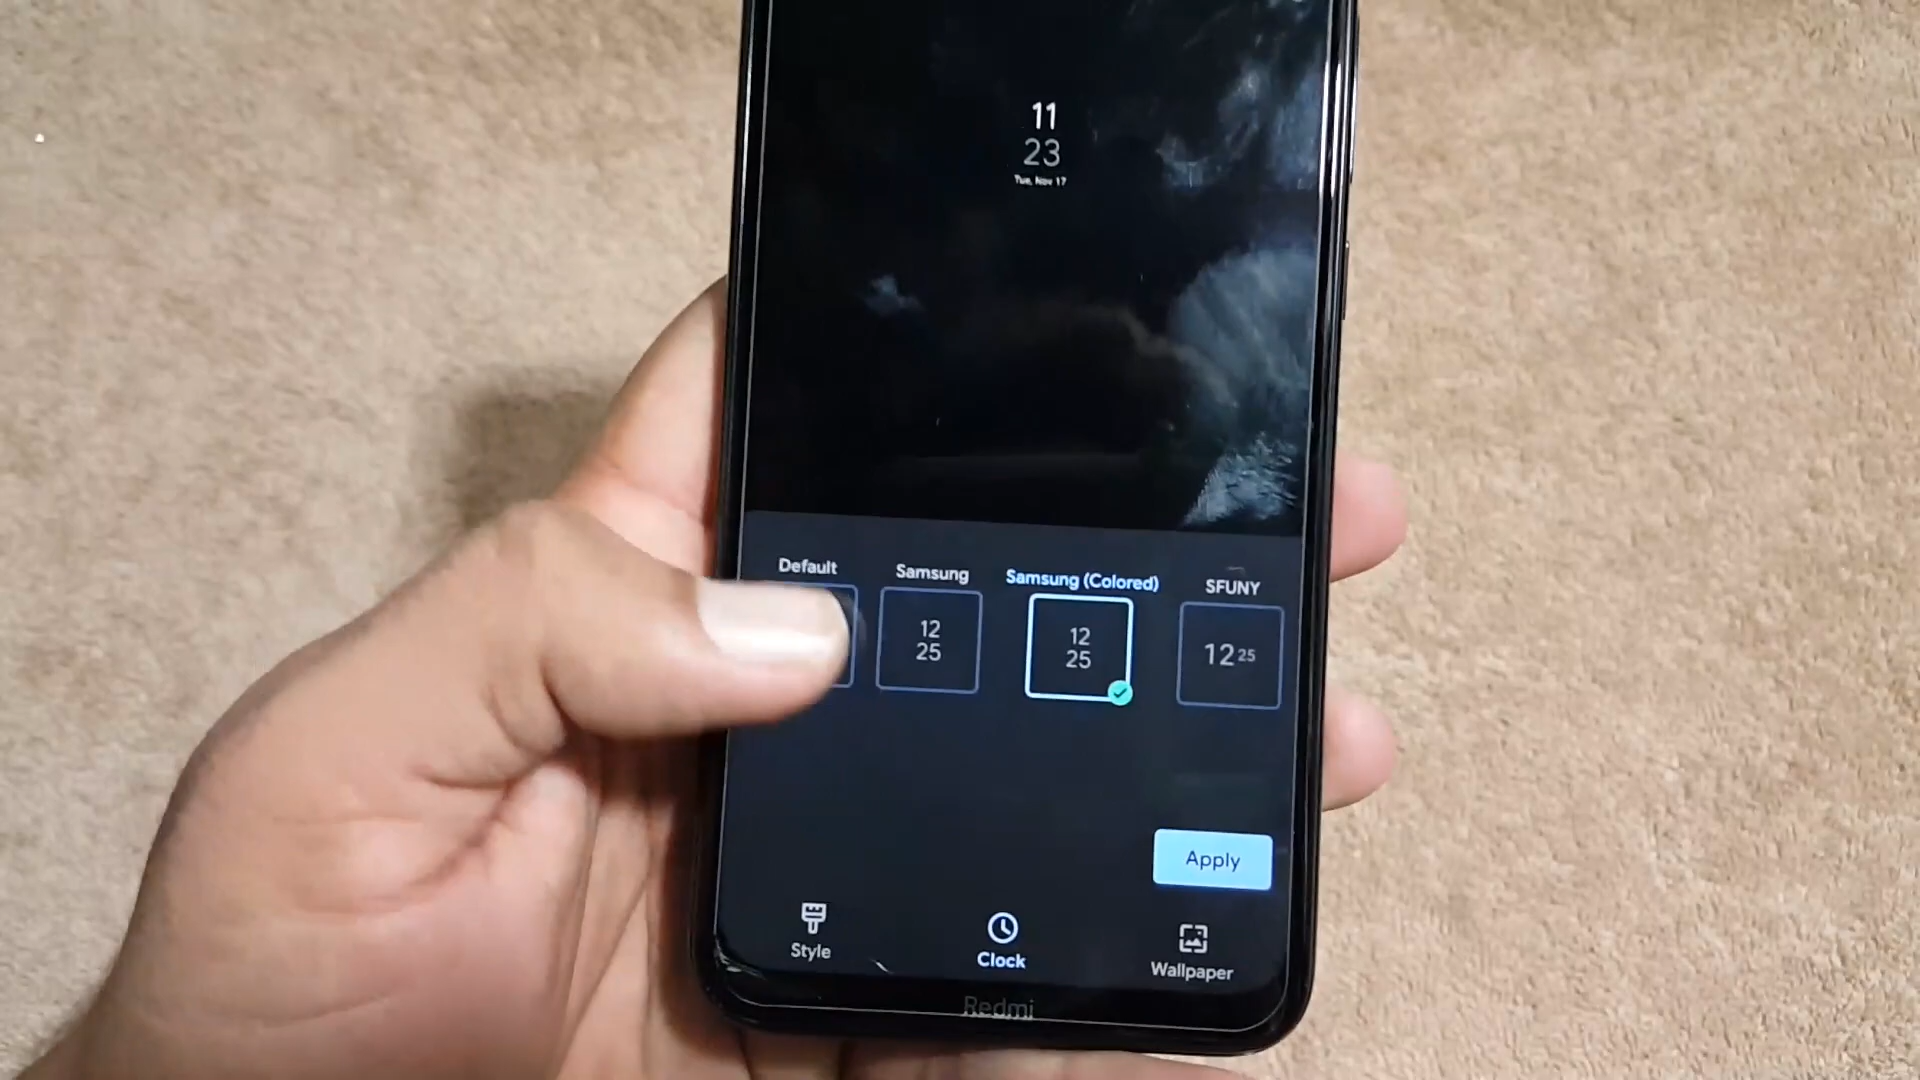 11
23
Tue, Nov 17
Default
Samsung
Samsung (Colored)
SFUNY
12
25
12
25
12 25
Apply
Style
Clock
Wallpaper
Redmi